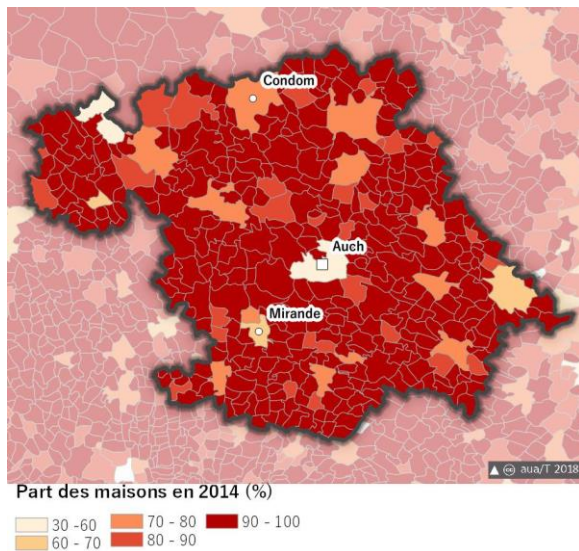 Condom
Auch
Mirande
aua/T 2018
Part des maisons en 2014 (%)
30 -60
70 - 80
90 - 100
60 - 70
80 - 90